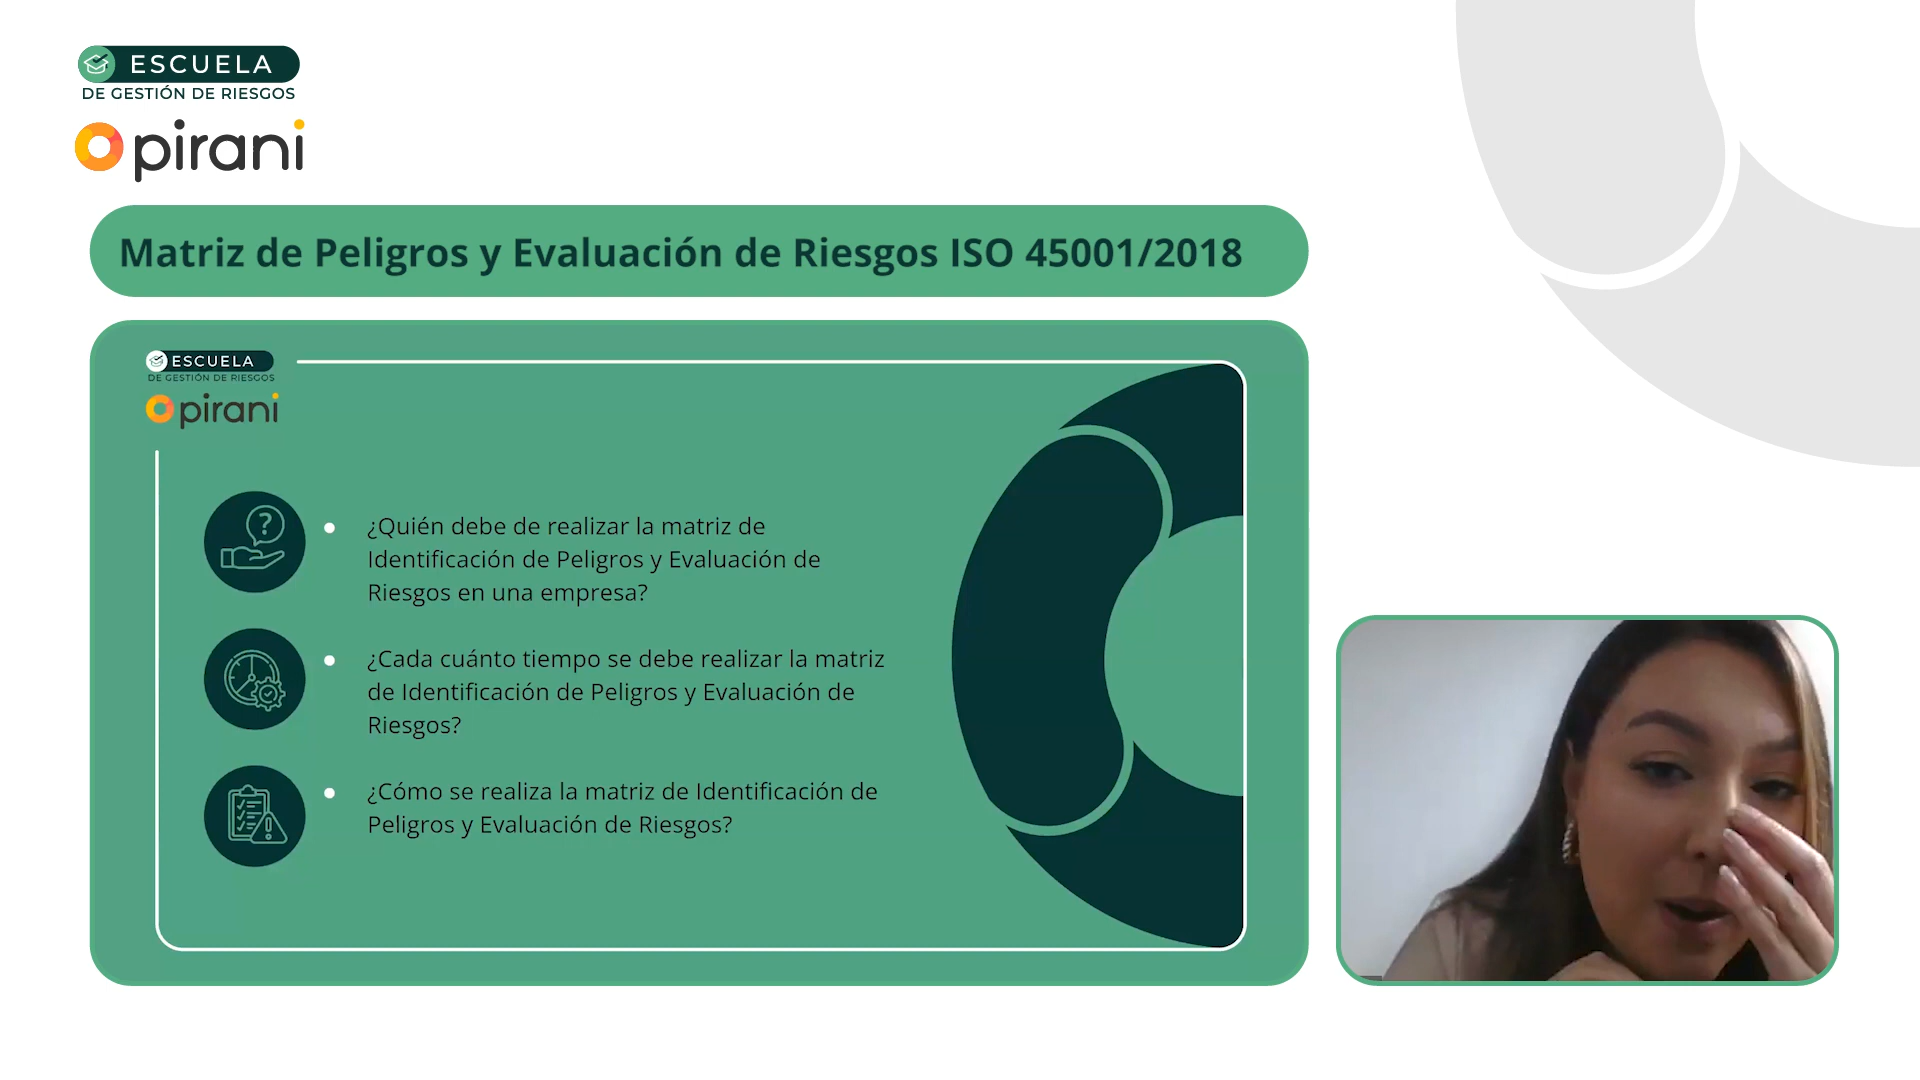 ESCUELA
DE GESTIÓN DE RIESGOS
pirani
Matriz de Peligros y Evaluación de Riesgos ISO 45001/2018
ESCUELA
DE GESTIÓN DE RIESGOS
pirani
?
• ¿Quién debe de realizar la matriz de
Identificación de Peligros y Evaluación de
Riesgos en una empresa?
• ¿Cada cuánto tiempo se debe realizar la matriz
de Identificación de Peligros y Evaluación de
Riesgos?
• ¿Cómo se realiza la matriz de Identificación de
Peligros y Evaluación de Riesgos?